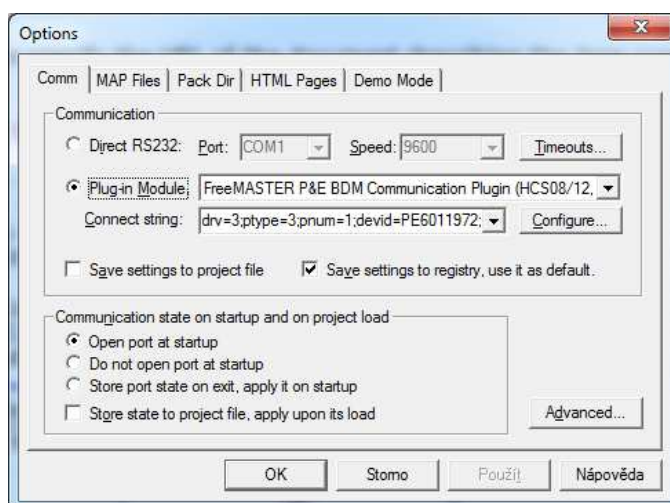 Options
Comm MAP Files Pack Dir HTML Pages Demo Mode
Communication
Direct RS232: Port: COM1 Speed: 9600 Timeouts...
Plug-in Module FreeMASTER P&E BDM Communication Plugin (HCS08/12,
Connect string: drv=3;ptype=3;pnum=1;devid=PE6011972; Configure...
Save settings to project file Save settings to registry, use it as default.
Communication state on startup and on project load
Open port at startup
Do not open port at startup
Store port state on exit, apply it on startup
Store state to project file, apply upon its load Advanced...
OK Storno Použít Nápověda